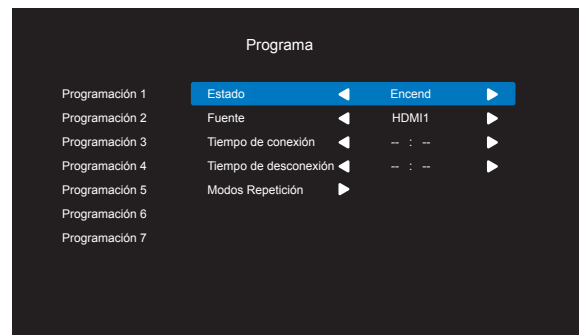 Programa
Programación 1 Estado Encend
Programación 2 Fuente HDMI1
Programación 3 Tiempo de conexión -- : --
Programación 4 Tiempo de desconexión -- : --
Programación 5 Modos Repetición
Programación 6
Programación 7